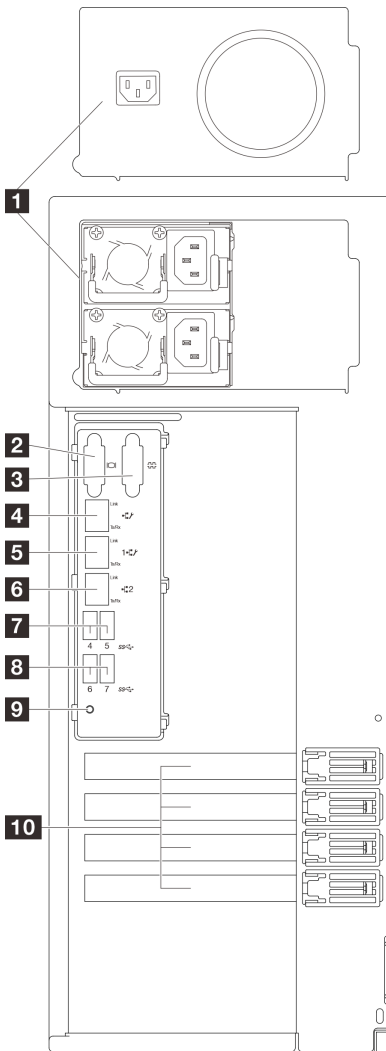 1
2
3
4 LINK
Tx/Rx
5 LINK
1
Tx/Rx
6 LINK
2
Tx/Rx
7
4 5 SS
8
6 7 SS
9
10